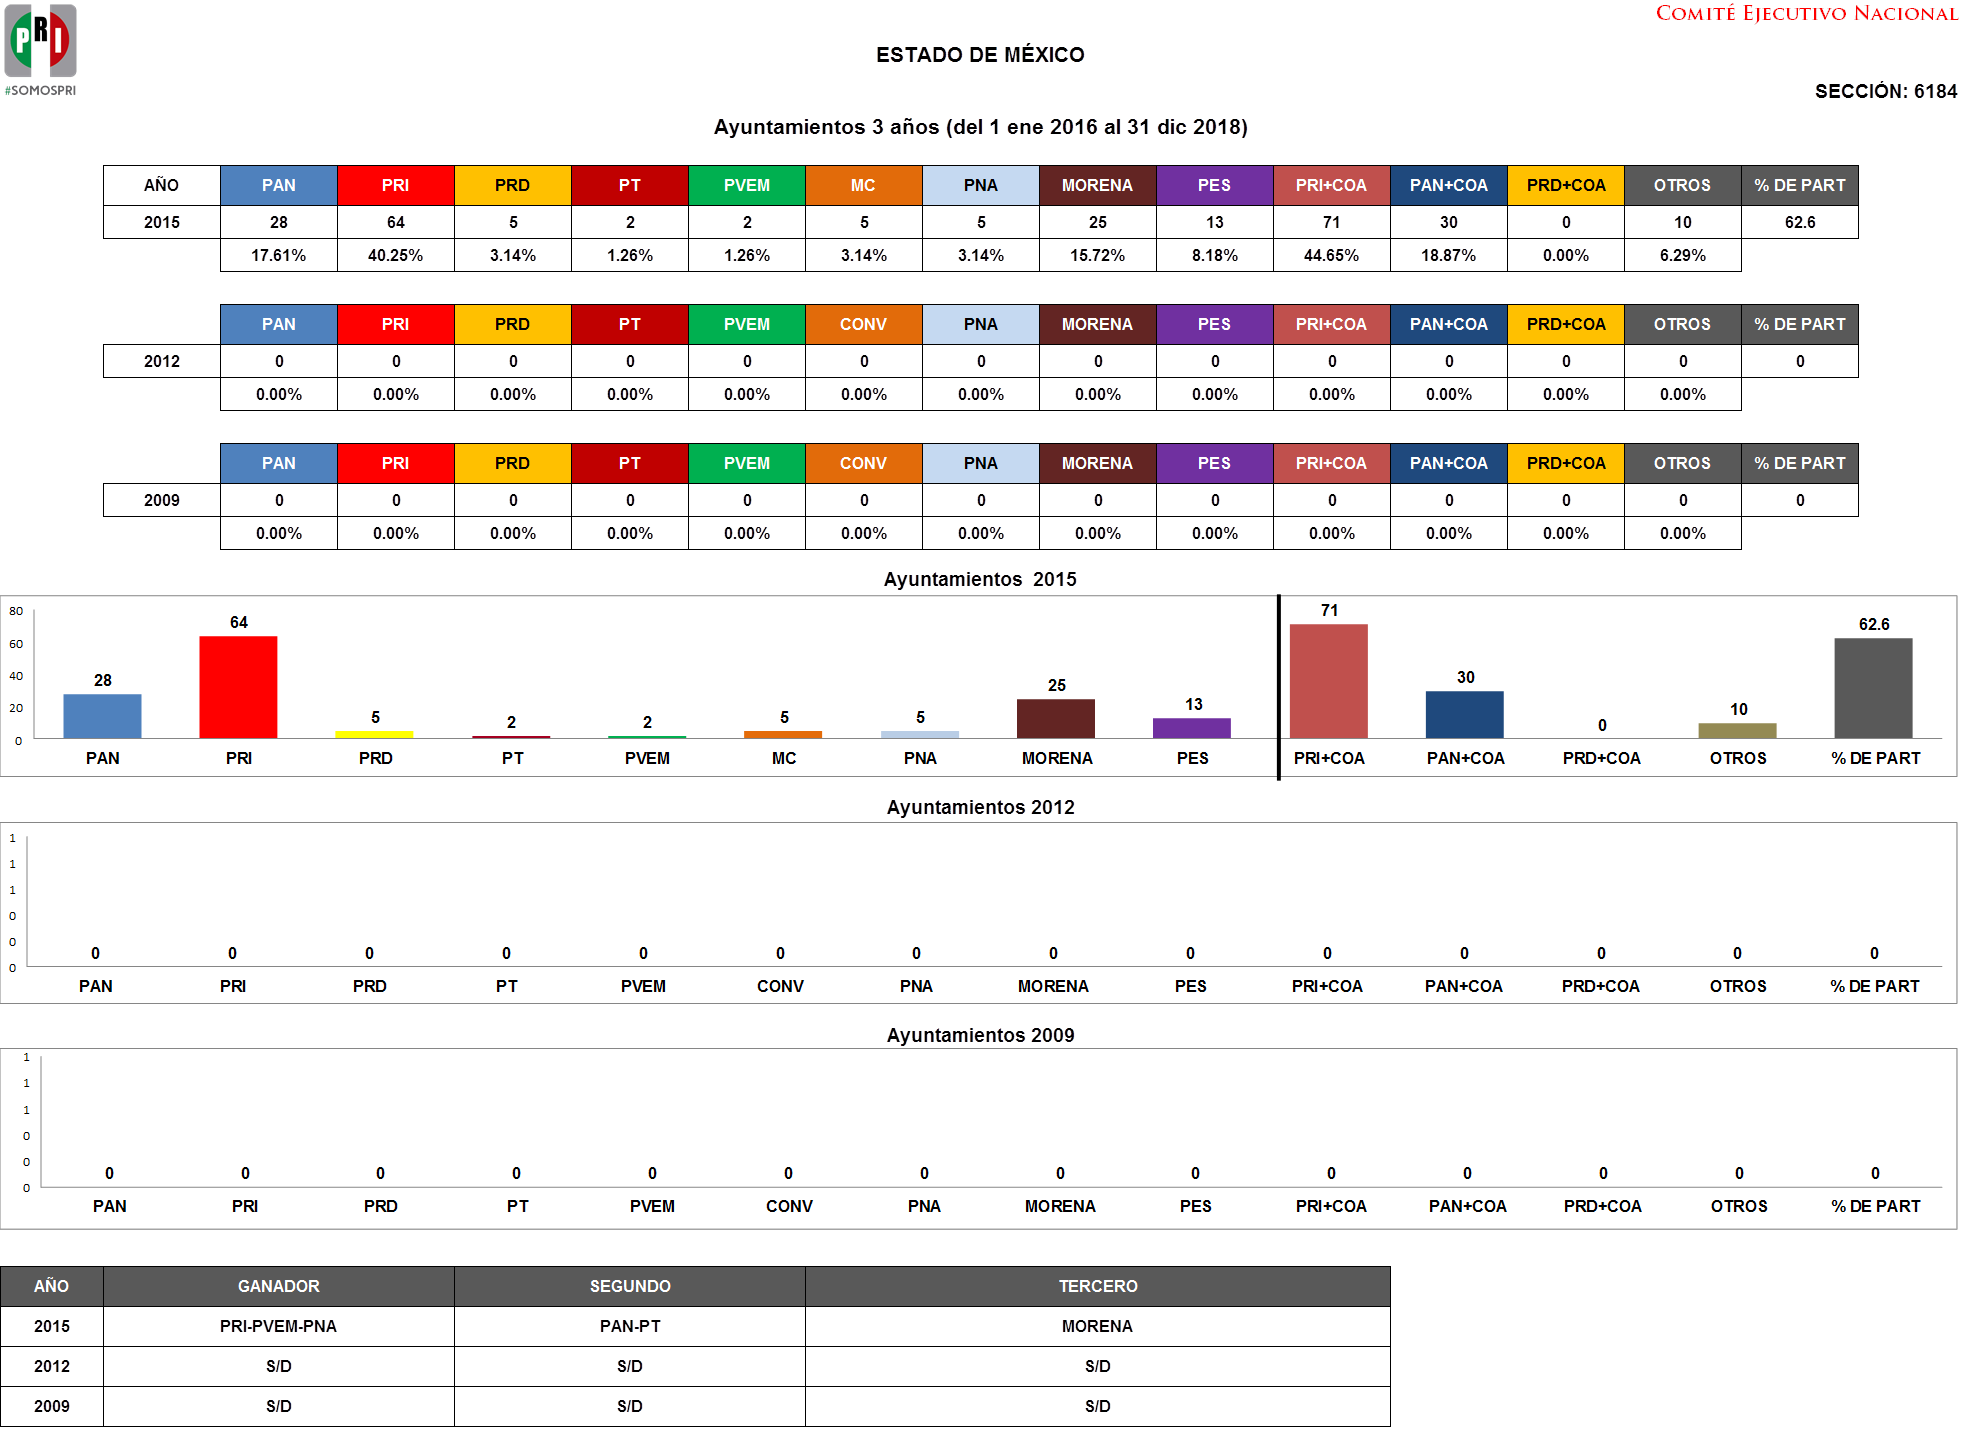 PRI
#SOMOSPRI
COMITÉ EJECUTIVO NACIONAL
ESTADO DE MÉXICO
SECCIÓN: 6184
Ayuntamientos 3 años (del 1 ene 2016 al 31 dic 2018)
AÑO PAN PRI PRD PT PVEM MC PNA MORENA PES PRI+COA PAN+COA PRD+COA OTROS % DE PART
2015 28 64 5 2 2 5 5 25 13 71 30 0 10 62.6
17.61% 40.25% 3.14% 1.26% 1.26% 3.14% 3.14% 15.72% 8.18% 44.65% 18.87% 0.00% 6.29%
PAN PRI PRD PT PVEM CONV PNA MORENA PES PRI+COA PAN+COA PRD+COA OTROS % DE PART
2012 0 0 0 0 0 0 0 0 0 0 0 0 0 0
0.00% 0.00% 0.00% 0.00% 0.00% 0.00% 0.00% 0.00% 0.00% 0.00% 0.00% 0.00% 0.00%
PAN PRI PRD PT PVEM CONV PNA MORENA PES PRI+COA PAN+COA PRD+COA OTROS % DE PART
2009 0 0 0 0 0 0 0 0 0 0 0 0 0 0
0.00% 0.00% 0.00% 0.00% 0.00% 0.00% 0.00% 0.00% 0.00% 0.00% 0.00% 0.00% 0.00%
Ayuntamientos 2015
80
60
40
20
0
28 64 5 2 2 5 5 25 13 71 30 0 10 62.6
PAN PRI PRD PT PVEM MC PNA MORENA PES PRI+COA PAN+COA PRD+COA OTROS % DE PART
Ayuntamientos 2012
1
1
1
0
0
0
0 0 0 0 0 0 0 0 0 0 0 0 0 0
PAN PRI PRD PT PVEM CONV PNA MORENA PES PRI+COA PAN+COA PRD+COA OTROS % DE PART
Ayuntamientos 2009
1
1
1
0
0
0
0 0 0 0 0 0 0 0 0 0 0 0 0 0
PAN PRI PRD PT PVEM CONV PNA MORENA PES PRI+COA PAN+COA PRD+COA OTROS % DE PART
AÑO GANADOR SEGUNDO TERCERO
2015 PRI-PVEM-PNA PAN-PT MORENA
2012 S/D S/D S/D
2009 S/D S/D S/D